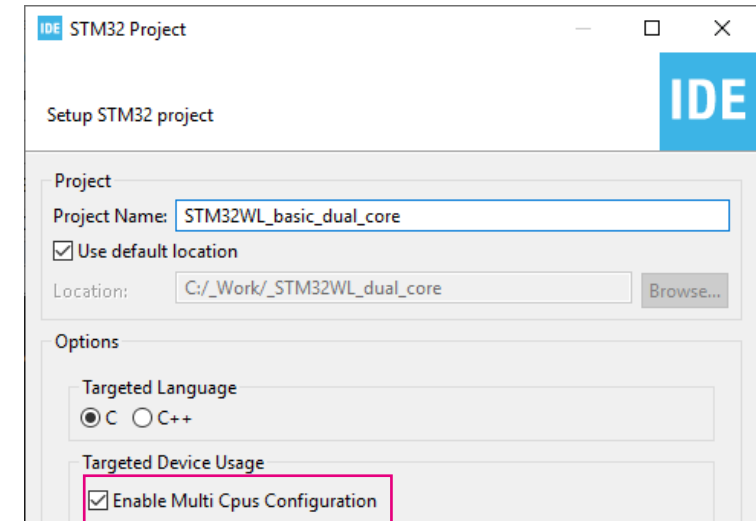 IDE STM32 Project
Setup STM32 project
IDE
Project
Project Name: STM32WL_basic_dual_core
Use default location
Location: C:/_Work/_STM32WL_dual_core Browse...
Options
Targeted Language
C C++
Targeted Device Usage
Enable Multi Cpus Configuration